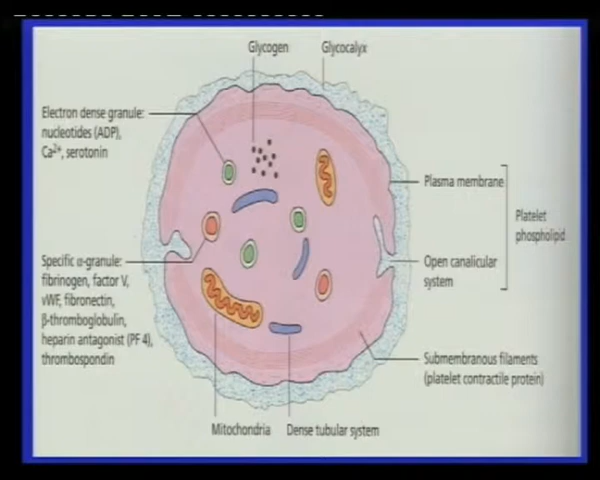 Glycogen
Glycocalyx
Electron dense granule:
nucleotides (ADP),
Ca²⁺, serotonin
Plasma membrane
Platelet
phospholipid
Specific α-granule:
fibrinogen, factor V,
vWF, fibronectin,
β-thromboglobulin,
heparin antagonist (PF 4),
thrombospondin
Open canalicular
system
Submembranous filaments
(platelet contractile protein)
Mitochondria
Dense tubular system